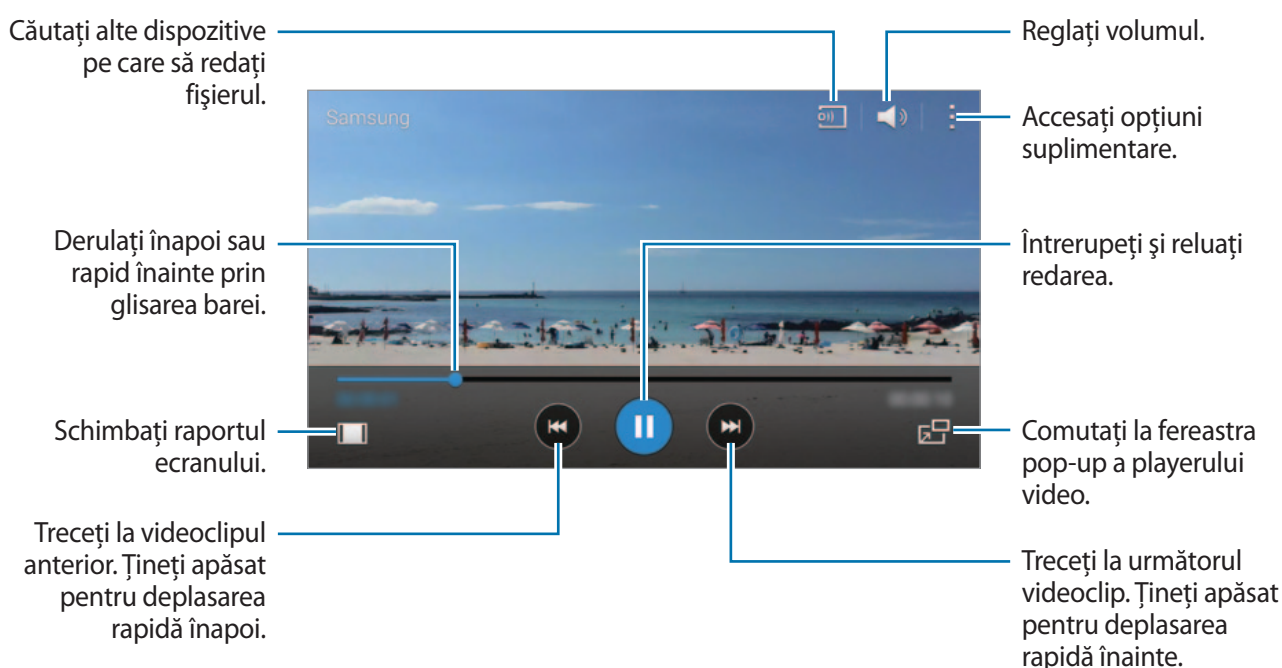 Căutați alte dispozitive
pe care să redați
fişierul.
Reglați volumul.
Samsung
Accesați opțiuni
suplimentare.
Derulați înapoi sau
rapid înainte prin
glisarea barei.
Întrerupeți şi reluați
redarea.
Schimbați raportul
ecranului.
Comutați la fereastra
pop-up a playerului
video.
Treceți la videoclipul
anterior. Țineți apăsat
pentru deplasarea
rapidă înapoi.
Treceți la următorul
videoclip. Țineți apăsat
pentru deplasarea
rapidă înainte.